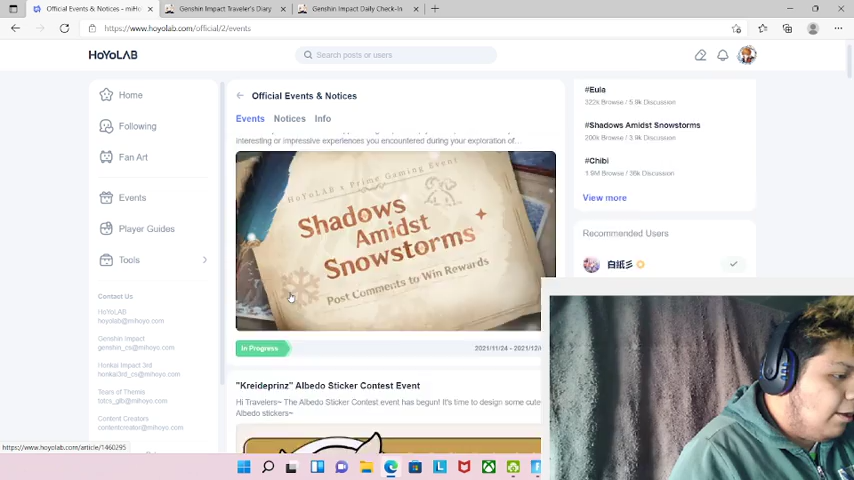 Official Events & Notices - miHo
Genshin Impact Traveler's Diary
Genshin Impact Daily Check-In
https://www.hoyolab.com/official/2/events
HoYoLAB
Search posts or users
Home
Following
Fan Art
Events
Player Guides
Tools
Contact Us
HoYoLAB
hoyolab@mihoyo.com
Genshin Impact
genshin_cs@mihoyo.com
Honkai Impact 3rd
honkai3rd_cs@mihoyo.com
Tears of Themis
totcs_glb@mihoyo.com
Content Creators
contentcreator@mihoyo.com
Official Events & Notices
Events Notices Info
interesting or impressive experiences you encountered during your exploration of...
HoYoLAB x Prime Gaming Event
Shadows
Amidst
Snowstorms
Post Comments to Win Rewards
In Progress
2021/11/24 - 2021/12/
"Kreideprinz" Albedo Sticker Contest Event
Hi Travelers~ The Albedo Sticker Contest event has begun! It's time to design some cute
Albedo stickers~
#Eula
322k Browse / 5.9k Discussion
#Shadows Amidst Snowstorms
200k Browse / 3.9k Discussion
#Chibi
1.9M Browse / 38k Discussion
View more
Recommended Users
白紙彡
https://www.hoyolab.com/article/1460295